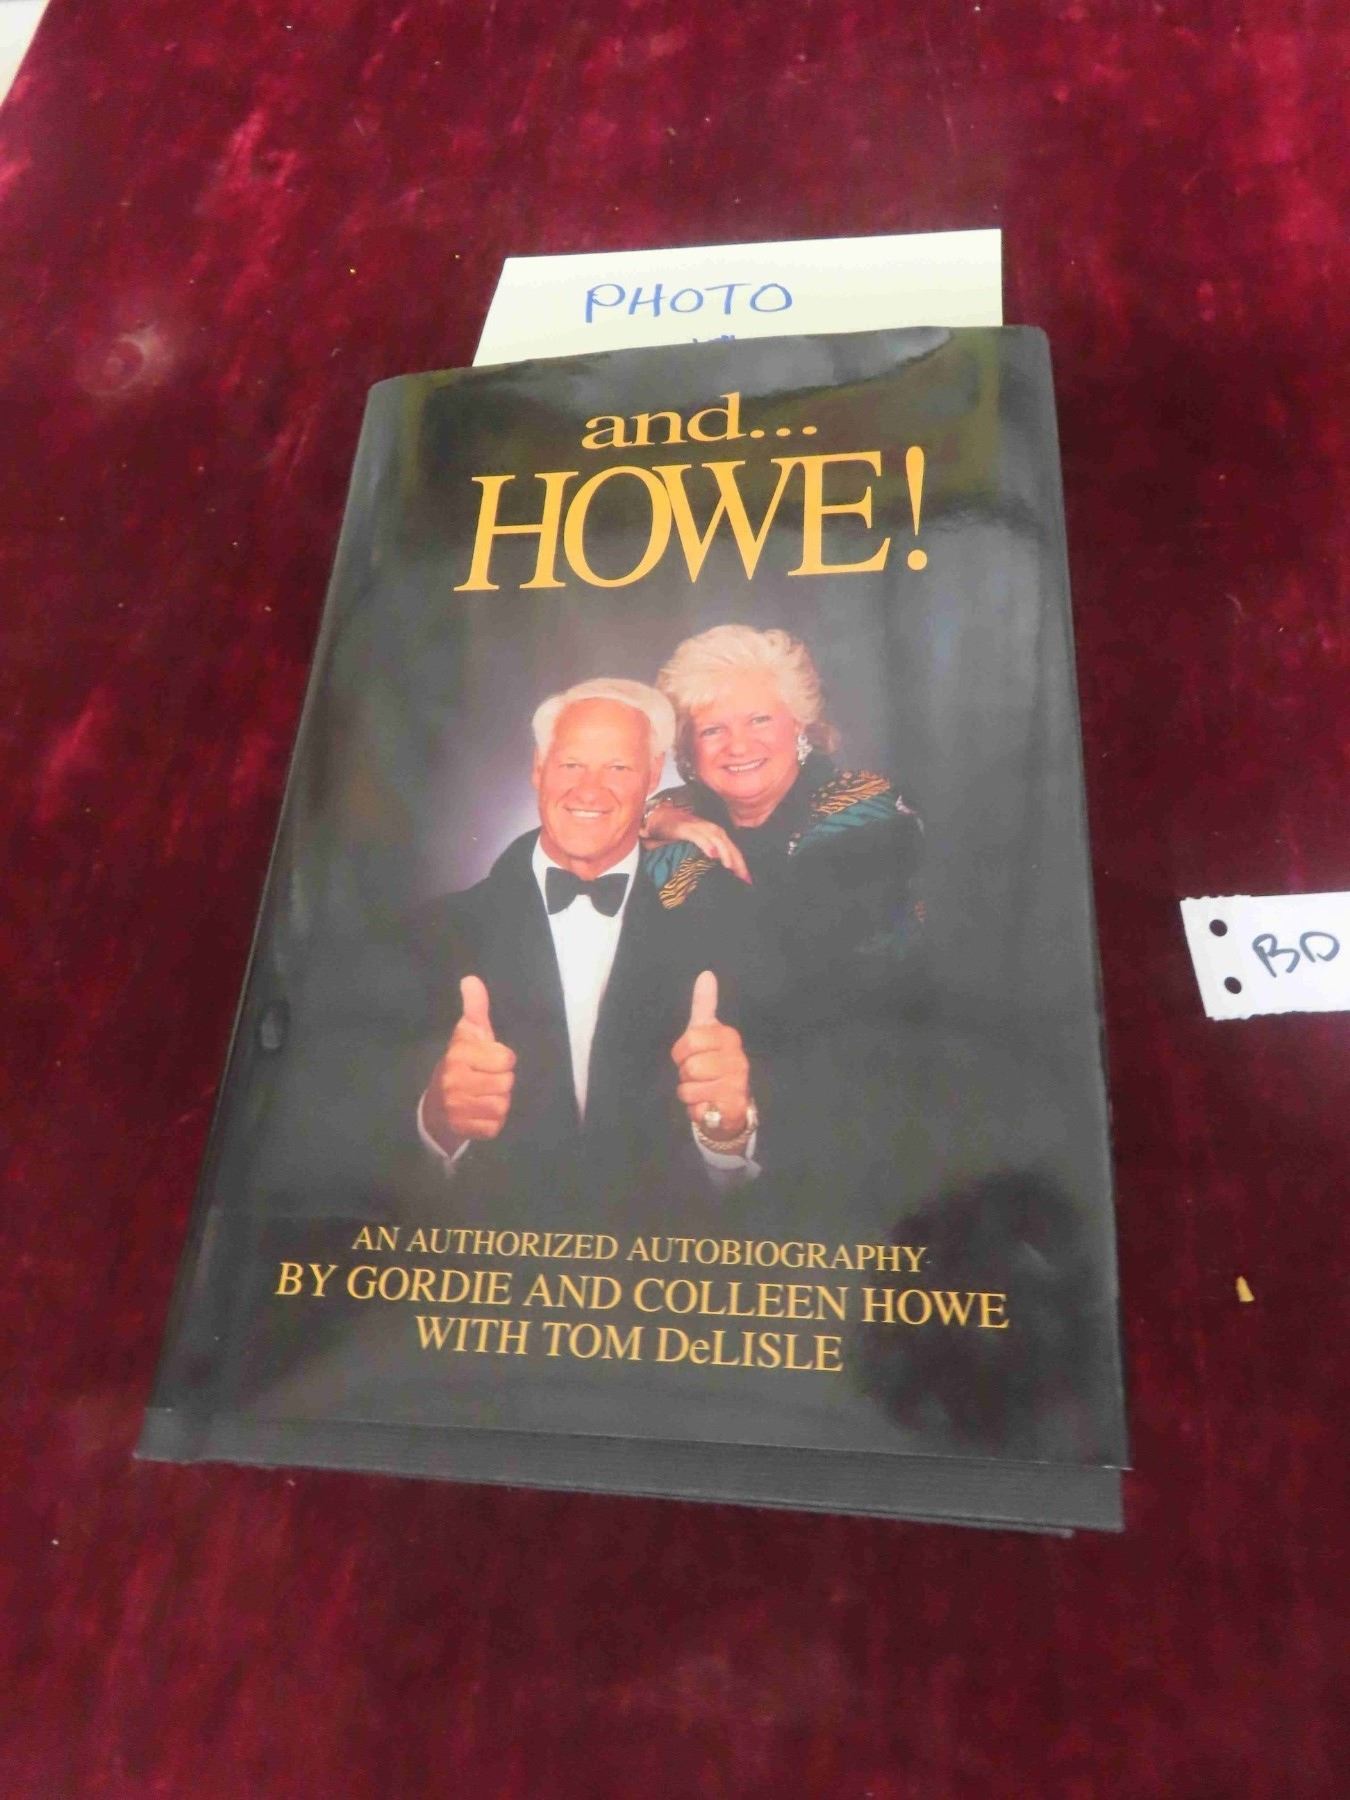 PHOTO
and...
HOWE!
BD
AN AUTHORIZED AUTOBIOGRAPHY
BY GORDIE AND COLLEEN HOWE
WITH TOM DeLISLE